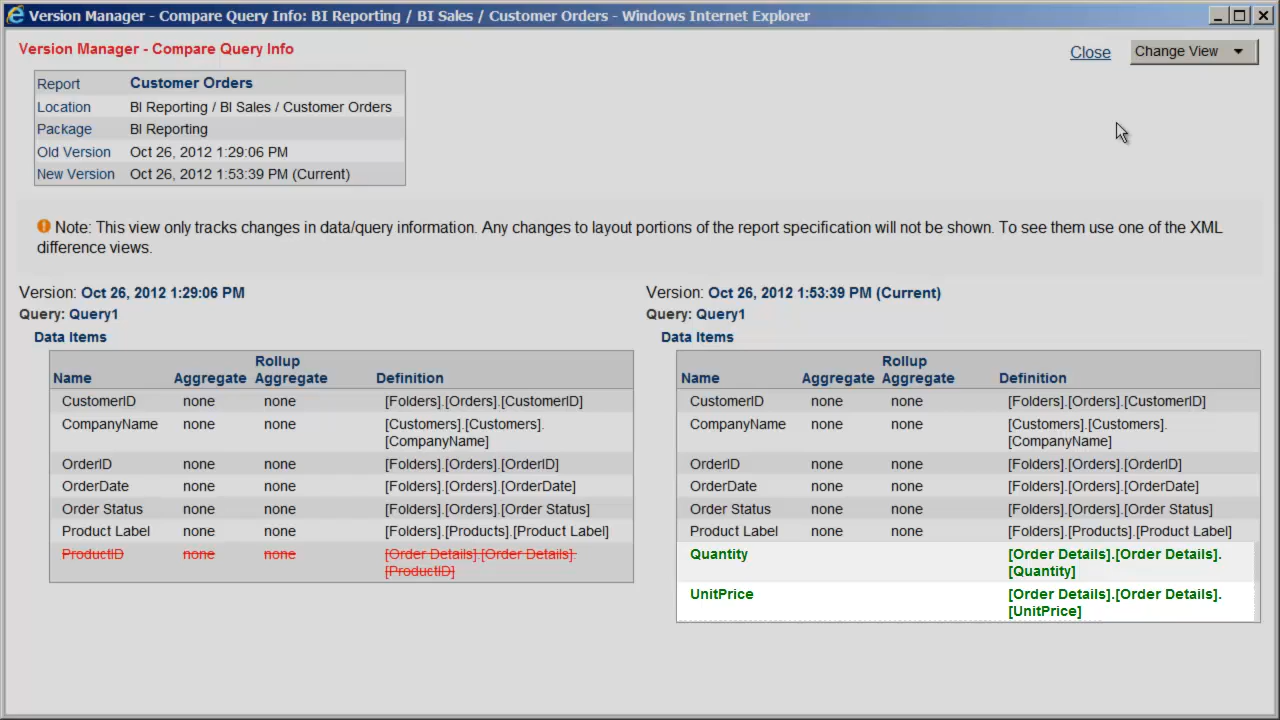 Version Manager - Compare Query Info: BI Reporting / BI Sales / Customer Orders - Windows Internet Explorer
Version Manager - Compare Query Info
Close
Change View
Report Customer Orders
Location BI Reporting / BI Sales / Customer Orders
Package BI Reporting
Old Version Oct 26, 2012 1:29:06 PM
New Version Oct 26, 2012 1:53:39 PM (Current)
Note: This view only tracks changes in data/query information. Any changes to layout portions of the report specification will not be shown. To see them use one of the XML
difference views.
Version: Oct 26, 2012 1:29:06 PM
Query: Query1
Data Items
Name Aggregate Rollup Aggregate Definition
CustomerID none none [Folders].[Orders].[CustomerID]
CompanyName none none [Customers].[Customers].
[CompanyName]
OrderID none none [Folders].[Orders].[OrderID]
OrderDate none none [Folders].[Orders].[OrderDate]
Order Status none none [Folders].[Orders].[Order Status]
Product Label none none [Folders].[Products].[Product Label]
ProductID none none [Order Details].[Order Details].
[ProductID]
Version: Oct 26, 2012 1:53:39 PM (Current)
Query: Query1
Data Items
Name Aggregate Rollup Aggregate Definition
CustomerID none none [Folders].[Orders].[CustomerID]
CompanyName none none [Customers].[Customers].
[CompanyName]
OrderID none none [Folders].[Orders].[OrderID]
OrderDate none none [Folders].[Orders].[OrderDate]
Order Status none none [Folders].[Orders].[Order Status]
Product Label none none [Folders].[Products].[Product Label]
Quantity [Order Details].[Order Details].
[Quantity]
UnitPrice [Order Details].[Order Details].
[UnitPrice]